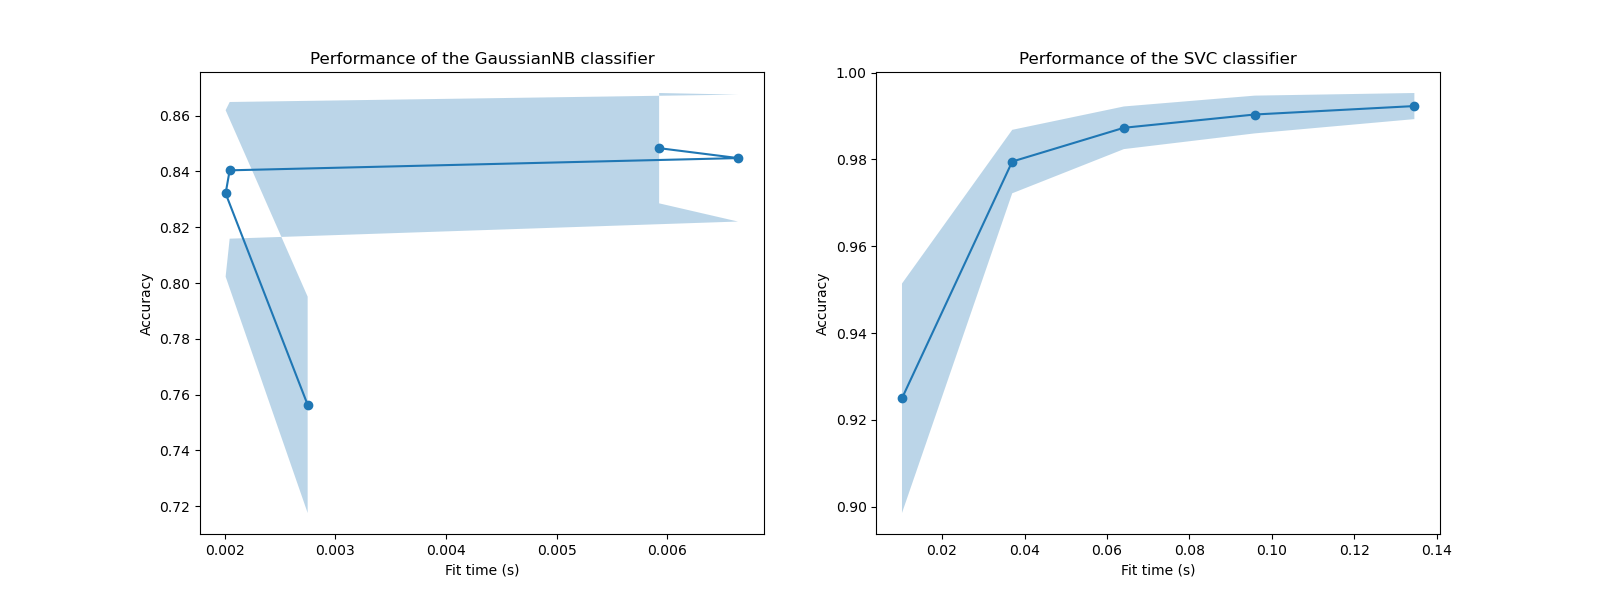 Performance of the GaussianNB classifier
Accuracy
0.86
0.84
0.82
0.80
0.78
0.76
0.74
0.72
0.002 0.003 0.004 0.005 0.006
Fit time (s)
Performance of the SVC classifier
Accuracy
1.00
0.98
0.96
0.94
0.92
0.90
0.02 0.04 0.06 0.08 0.10 0.12 0.14
Fit time (s)